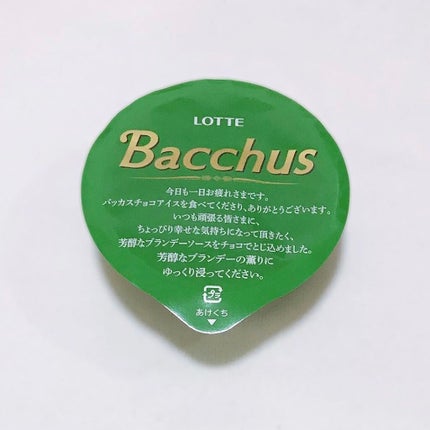 LOTTE
Bacchus
今日も一日お疲れさまです。
バッカスチョコアイスを食べてくださり、ありがとうございます。
いつも頑張る皆さまに、
ちょっぴり幸せな気持ちになって頂きたく、
芳醇なブランデーソースをチョコでとじ込めました。
芳醇なブランデーの薫りに
ゆっくり浸ってください。
プラ
あけくち